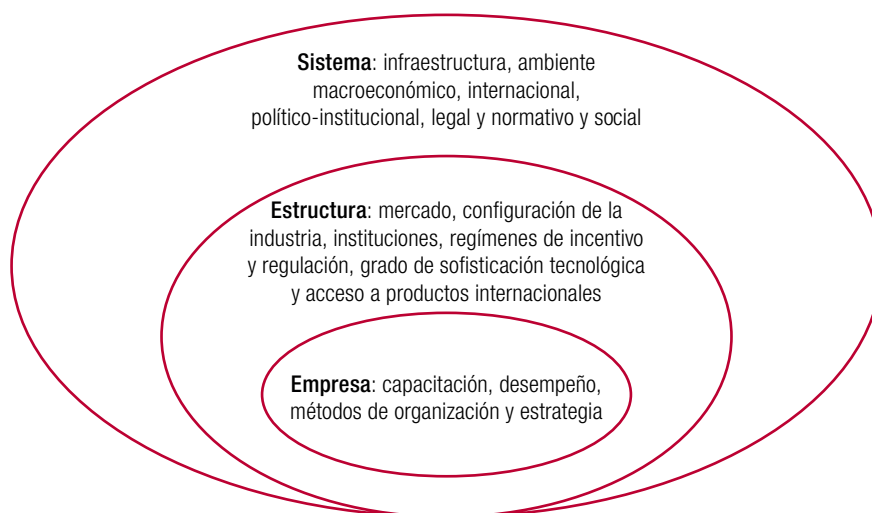 Sistema: infraestructura, ambiente
macroeconómico, internacional,
político-institucional, legal y normativo y social
Estructura: mercado, configuración de la
industria, instituciones, regímenes de incentivo
y regulación, grado de sofisticación tecnológica
y acceso a productos internacionales
Empresa: capacitación, desempeño,
métodos de organización y estrategia